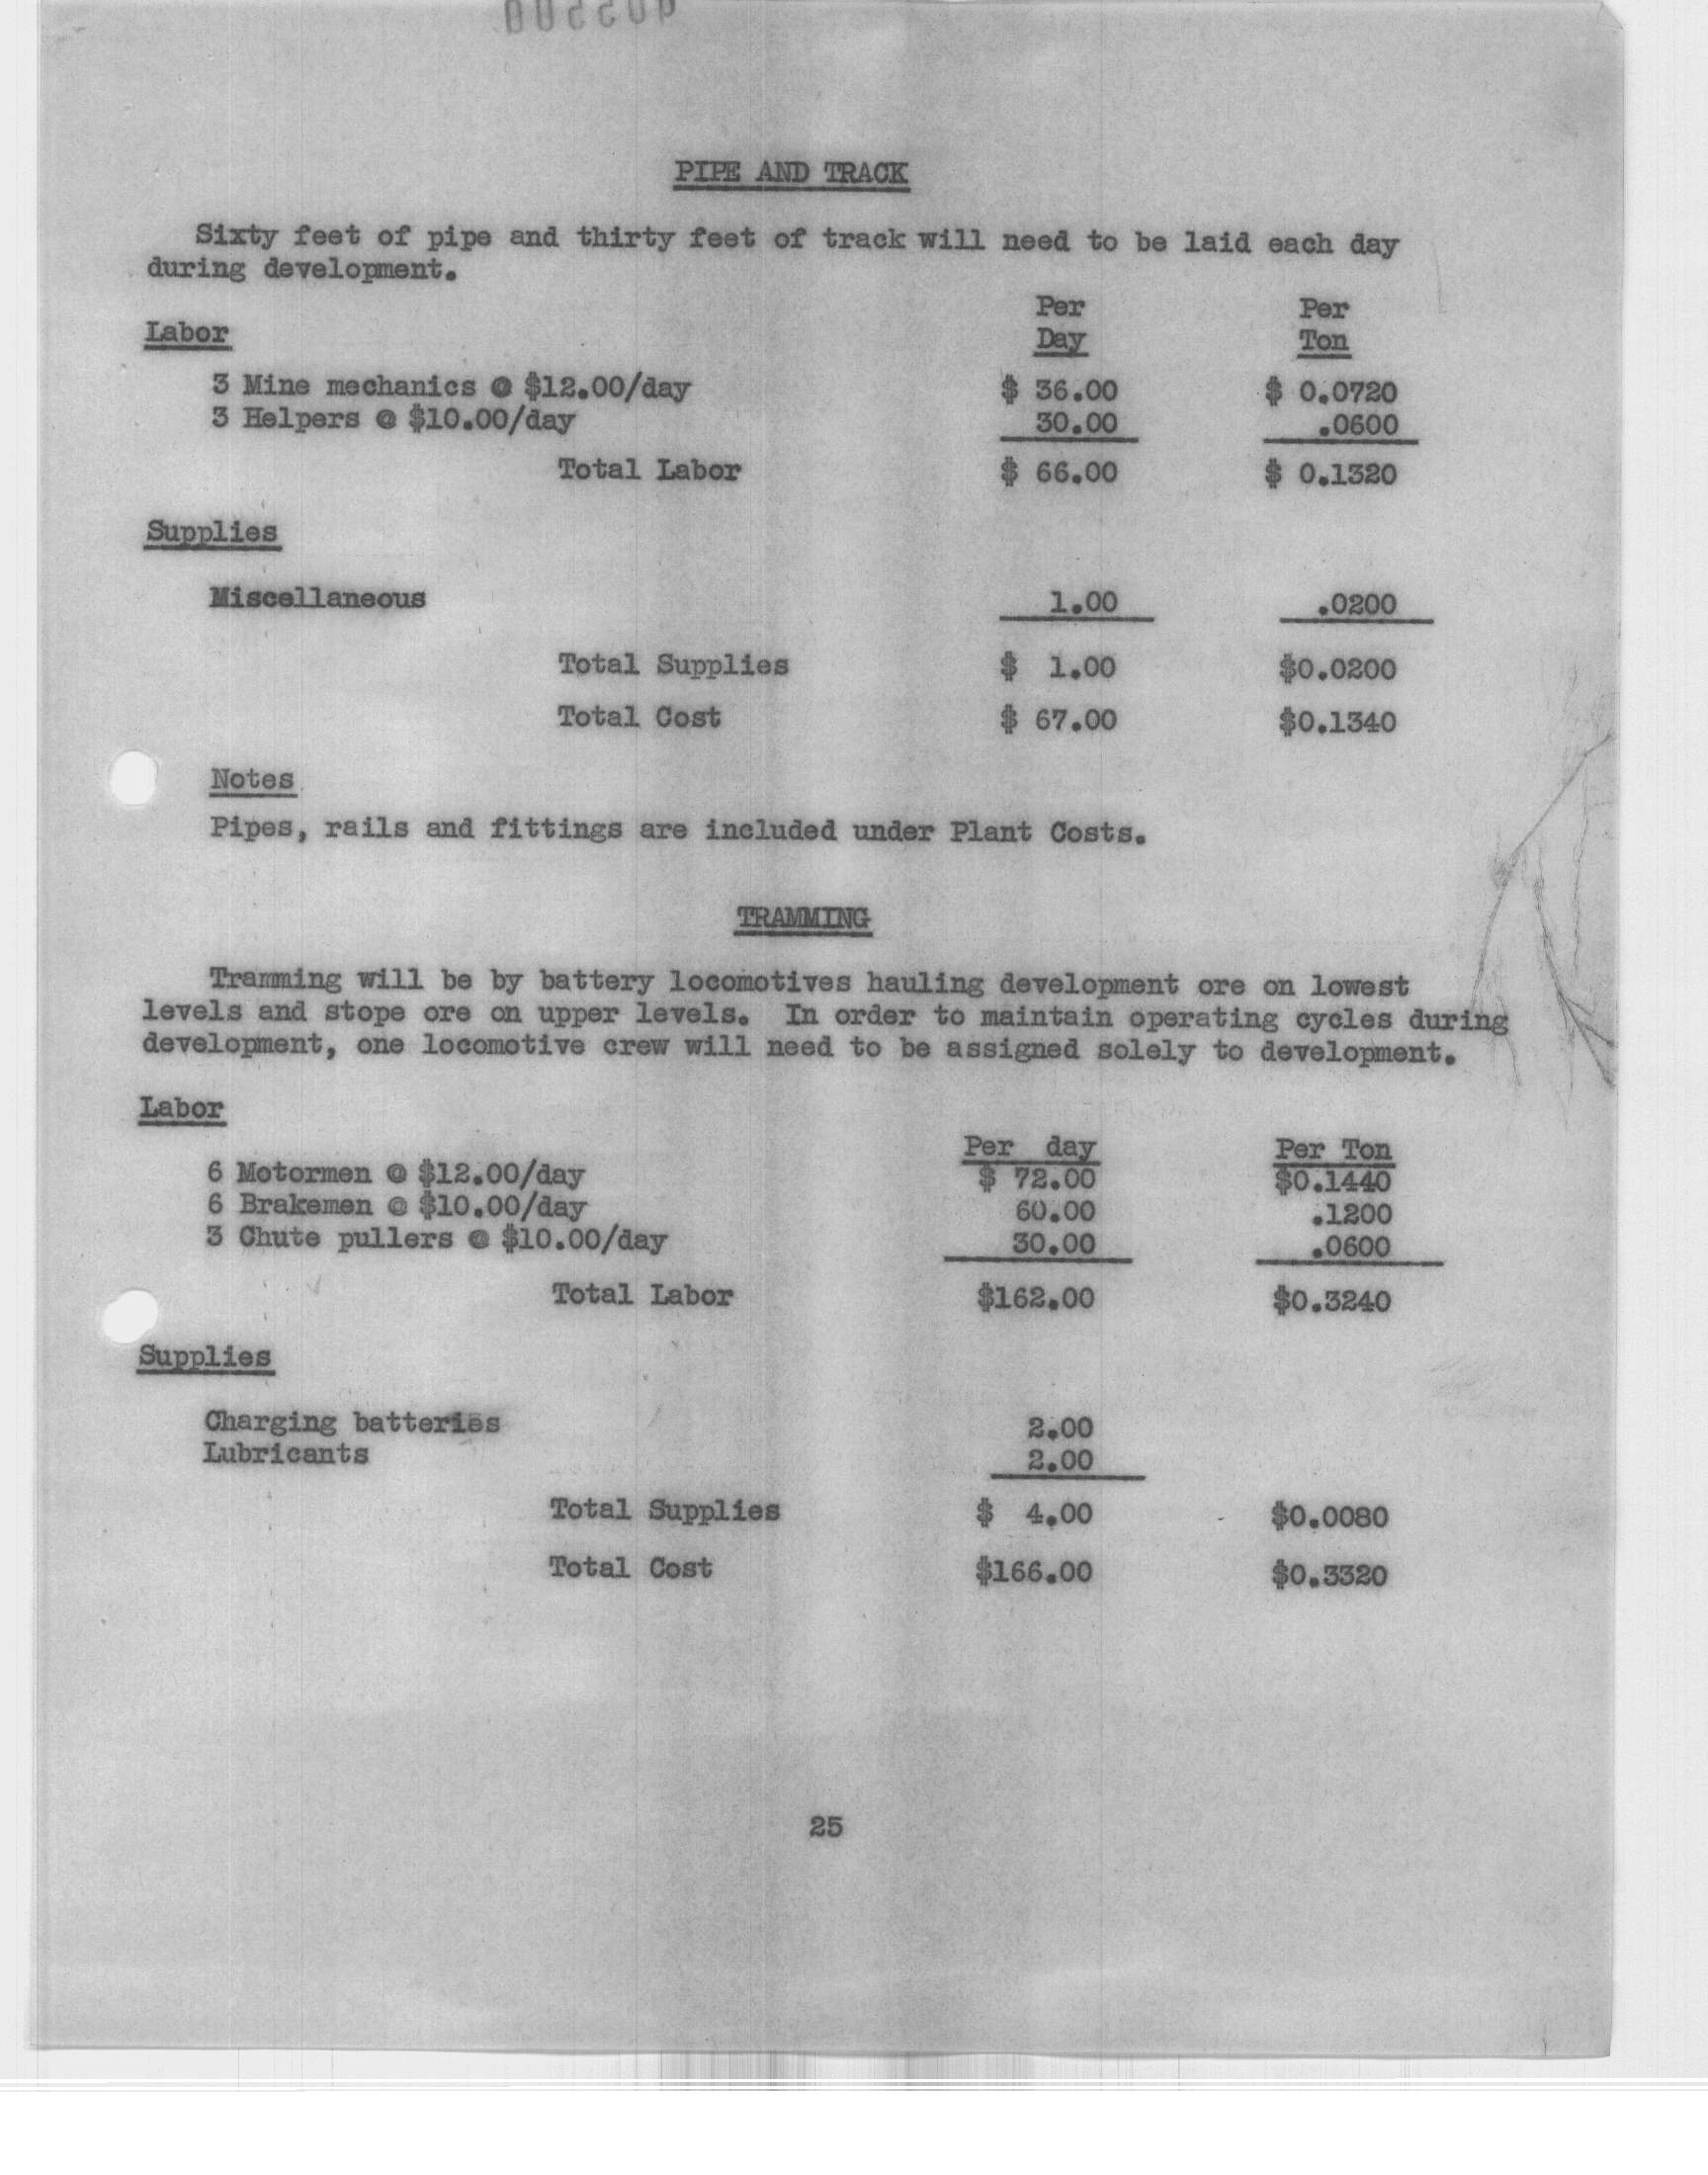 PIPE AND TRACK
Sixty feet of pipe and thirty feet of track will need to be laid each day
during development.
Per Per
Labor Day Ton
3 Mine mechanics @ $12.00/day $ 36.00 $ 0.0720
3 Helpers @ $10.00/day 30.00 .0600
Total Labor $ 66.00 $ 0.1320
Supplies
Miscellaneous 1.00 .0200
Total Supplies $ 1.00 $0.0200
Total Cost $ 67.00 $0.1340
Notes
Pipes, rails and fittings are included under Plant Costs.
TRAMMING
Tramming will be by battery locomotives hauling development ore on lowest
levels and stope ore on upper levels. In order to maintain operating cycles during
development, one locomotive crew will need to be assigned solely to development.
Labor
Per day Per Ton
6 Motormen @ $12.00/day $ 72.00 $0.1440
6 Brakemen @ $10.00/day 60.00 .1200
3 Chute pullers @ $10.00/day 30.00 .0600
Total Labor $162.00 $0.3240
Supplies
Charging batteries 2.00
Lubricants 2.00
Total Supplies $ 4.00 $0.0080
Total Cost $166.00 $0.3320
25